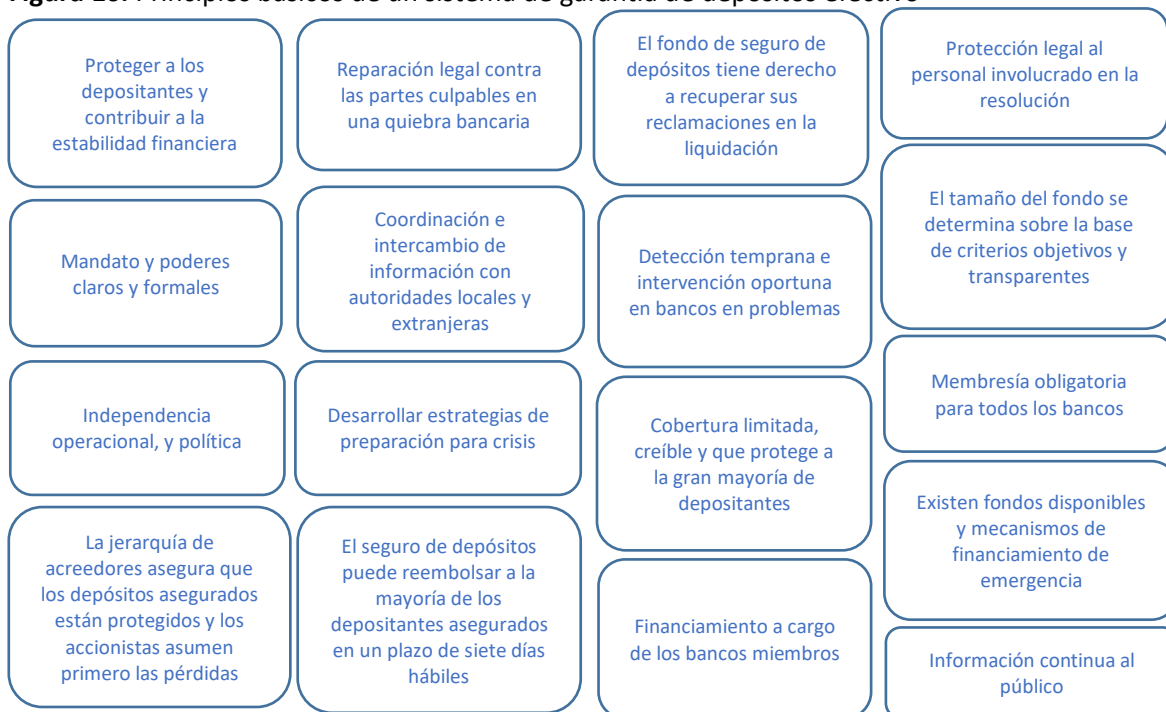 Proteger a los
depositantes y
contribuir a la
estabilidad financiera
Mandato y poderes
claros y formales
Independencia
operacional, y política
La jerarquía de
acreedores asegura que
los depósitos asegurados
están protegidos y los
accionistas asumen
primero las pérdidas
Reparación legal contra
las partes culpables en
una quiebra bancaria
Coordinación e
intercambio de
información con
autoridades locales y
extranjeras
Desarrollar estrategias de
preparación para crisis
El seguro de depósitos
puede reembolsar a la
mayoría de los
depositantes asegurados
en un plazo de siete días
hábiles
El fondo de seguro de
depósitos tiene derecho
a recuperar sus
reclamaciones en la
liquidación
Detección temprana e
intervención oportuna
en bancos en problemas
Cobertura limitada,
creíble y que protege a
la gran mayoría de
depositantes
Financiamiento a cargo
de los bancos miembros
Protección legal al
personal involucrado en la
resolución
El tamaño del fondo se
determina sobre la base
de criterios objetivos y
transparentes
Membresía obligatoria
para todos los bancos
Existen fondos disponibles
y mecanismos de
financiamiento de
emergencia
Información continua al
público